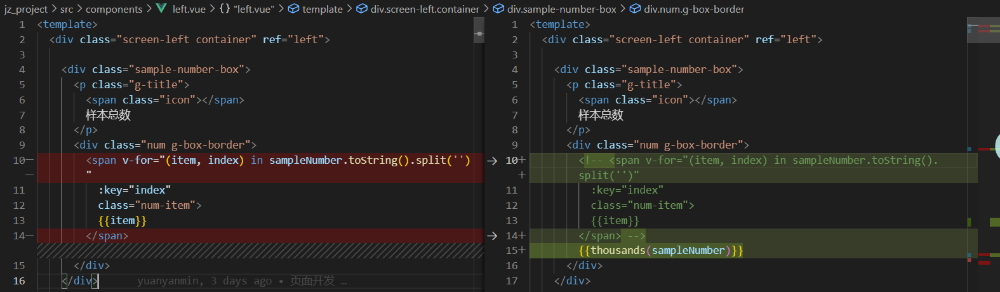 jz_project > src > components > left.vue > {} "left.vue" > template > div.screen-left.container > div.sample-number-box > div.num.g-box-border
1 <template>
2 <div class="screen-left container" ref="left">
3
4 <div class="sample-number-box">
5 <p class="g-title">
6 <span class="icon"></span>
7 样本总数
8 </p>
9 <div class="num g-box-border">
10— <span v-for="(item, index) in sampleNumber.toString().split('')
— "
11 :key="index"
12 class="num-item">
13 {{item}}
14— </span>
15 </div>
16 </div> yuanyanmin, 3 days ago • 页面开发 …
1 <template>
2 <div class="screen-left container" ref="left">
3
4 <div class="sample-number-box">
5 <p class="g-title">
6 <span class="icon"></span>
7 样本总数
8 </p>
9 <div class="num g-box-border">
→ 10+ <!-- <span v-for="(item, index) in sampleNumber.toString().
+ split('')"
11 :key="index"
12 class="num-item">
13 {{item}}
→ 14+ </span> -->
15+ {{thousands(sampleNumber)}}
16 </div>
17 </div>